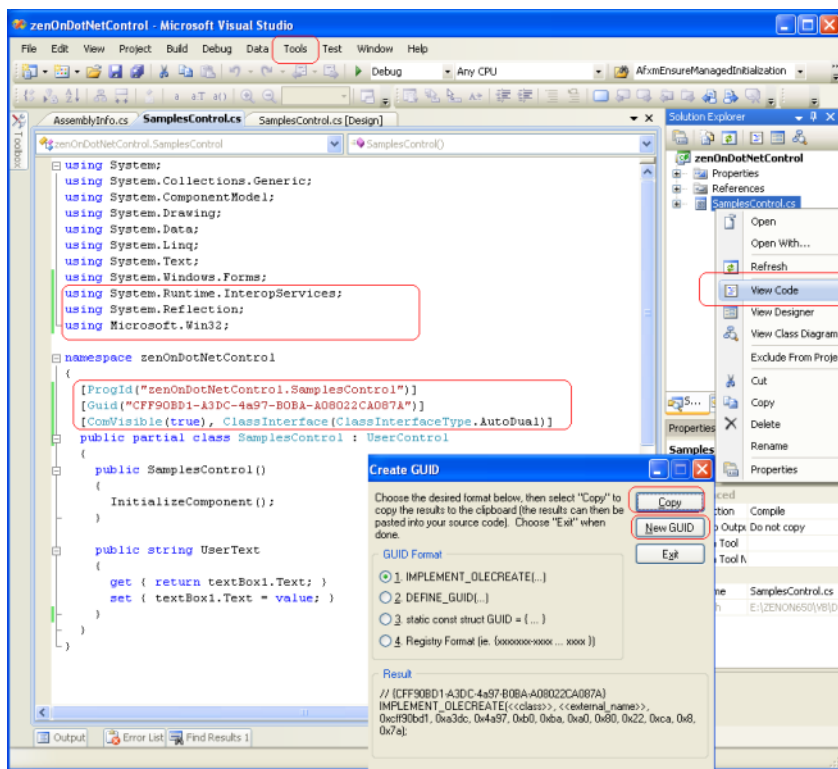 zenOnDotNetControl - Microsoft Visual Studio
File Edit View Project Build Debug Data Tools Test Window Help
Debug Any CPU AfxmEnsureManagedInitialization
AssemblyInfo.cs SamplesControl.cs SamplesControl.cs [Design]
Toolbox
zenOnDotNetControl.SamplesControl SamplesControl()
using System;
using System.Collections.Generic;
using System.ComponentModel;
using System.Drawing;
using System.Data;
using System.Linq;
using System.Text;
using System.Windows.Forms;
using System.Runtime.InteropServices;
using System.Reflection;
using Microsoft.Win32;
namespace zenOnDotNetControl
{
[ProgId("zenOnDotNetControl.SamplesControl")]
[Guid("CFF90BD1-A3DC-4a97-B0BA-A08022CA087A")]
[ComVisible(true), ClassInterface(ClassInterfaceType.AutoDual)]
public partial class SamplesControl : UserControl
{
public SamplesControl()
{
InitializeComponent();
}
public string UserText
{
get { return textBox1.Text; }
set { textBox1.Text = value; }
}
}
}
Output Error List Find Results 1
Solution Explorer
zenOnDotNetControl
Properties
References
SamplesControl.cs
Open
Open With...
Refresh
View Code
View Designer
View Class Diagram
Exclude From Proje
Cut
Copy
Delete
Rename
Properties
S...
Properties
Samples
ced
ction Compile
Outpu Do not copy
Tool
Tool N
me SamplesControl.cs
h E:\ZENON650\VB\D
Create GUID
Choose the desired format below, then select "Copy" to
copy the results to the clipboard (the results can then be
pasted into your source code). Choose "Exit" when
done.
Copy
New GUID
Exit
GUID Format
1. IMPLEMENT_OLECREATE(...)
2. DEFINE_GUID(...)
3. static const struct GUID = { ... }
4. Registry Format (ie. {xxxxxxxx-xxxx ... xxxx })
Result
// {CFF90BD1-A3DC-4a97-B0BA-A08022CA087A}
IMPLEMENT_OLECREATE(<<class>>, <<external_name>>,
0xcff90bd1, 0xa3dc, 0x4a97, 0xb0, 0xba, 0xa0, 0x80, 0x22, 0xca, 0x8,
0x7a);